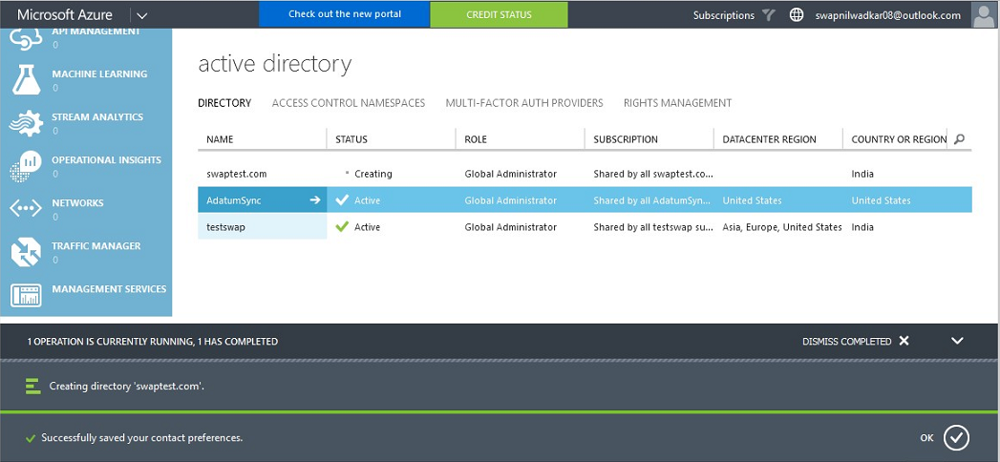 Microsoft Azure
Check out the new portal
CREDIT STATUS
Subscriptions
swapnilwadkar08@outlook.com
API MANAGEMENT
0
MACHINE LEARNING
0
STREAM ANALYTICS
0
OPERATIONAL INSIGHTS
0
NETWORKS
0
TRAFFIC MANAGER
0
MANAGEMENT SERVICES
active directory
DIRECTORY ACCESS CONTROL NAMESPACES MULTI-FACTOR AUTH PROVIDERS RIGHTS MANAGEMENT
NAME STATUS ROLE SUBSCRIPTION DATACENTER REGION COUNTRY OR REGION
swaptest.com Creating Global Administrator Shared by all swaptest.co... India
AdatumSync Active Global Administrator Shared by all AdatumSyn... United States United States
testswap Active Global Administrator Shared by all testswap su... Asia, Europe, United States India
1 OPERATION IS CURRENTLY RUNNING, 1 HAS COMPLETED
DISMISS COMPLETED
Creating directory 'swaptest.com'.
Successfully saved your contact preferences.
OK